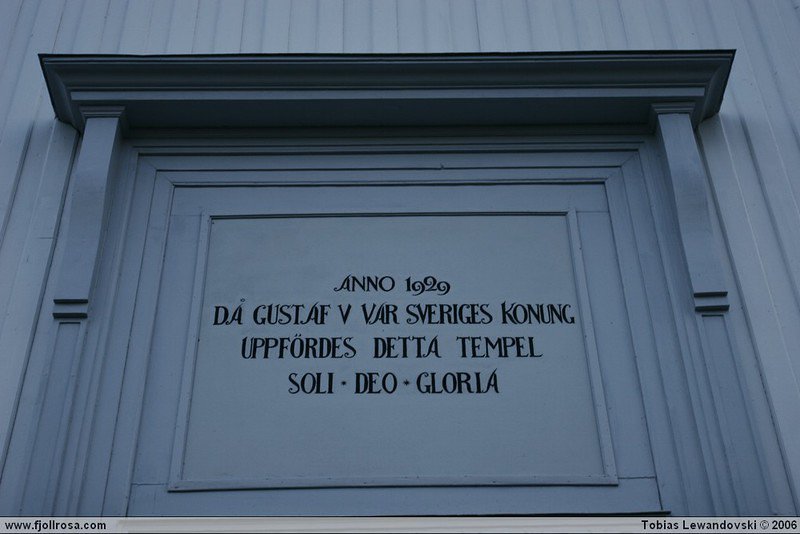 ANNO 1929
DÅ GUSTAF V VAR SVERIGES KONUNG
UPPFÖRDES DETTA TEMPEL
SOLI * DEO * GLORIA
www.fjollrosa.com
Tobias Lewandovski © 2006